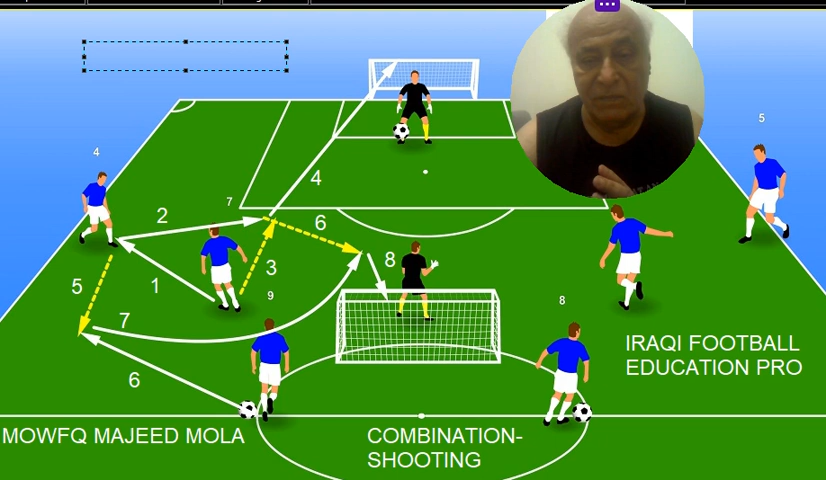 5
4
4
7
2
6
8
3
5
1
9
8
7
IRAQI FOOTBALL
EDUCATION PRO
6
MOWFQ MAJEED MOLA
COMBINATION-
SHOOTING